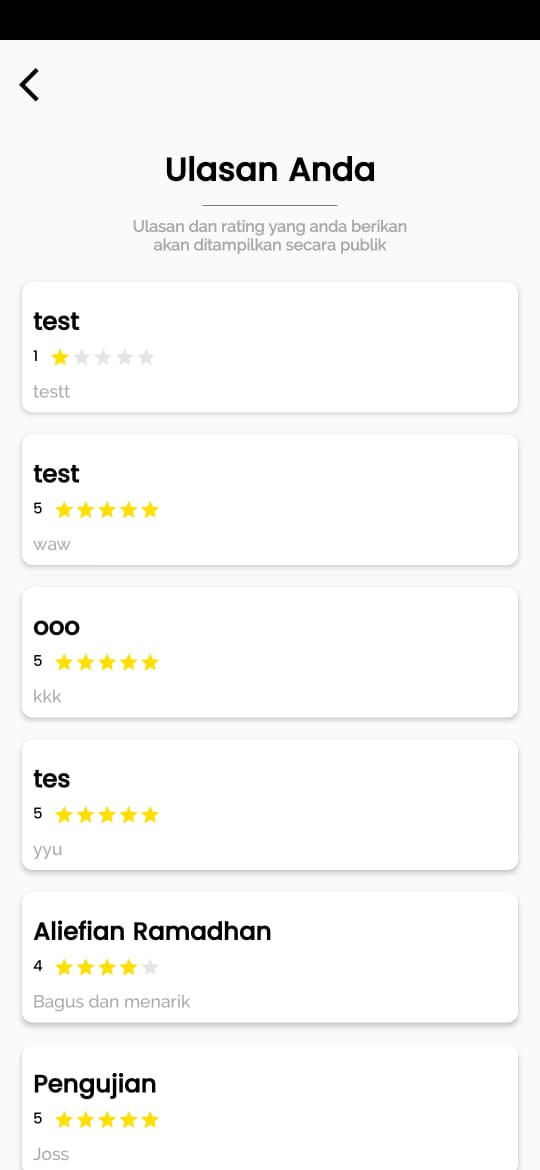 Ulasan Anda
Ulasan dan rating yang anda berikan
akan ditampilkan secara publik
test
1
testt
test
5
waw
ooo
5
kkk
tes
5
yyu
Aliefian Ramadhan
4
Bagus dan menarik
Pengujian
5
Joss